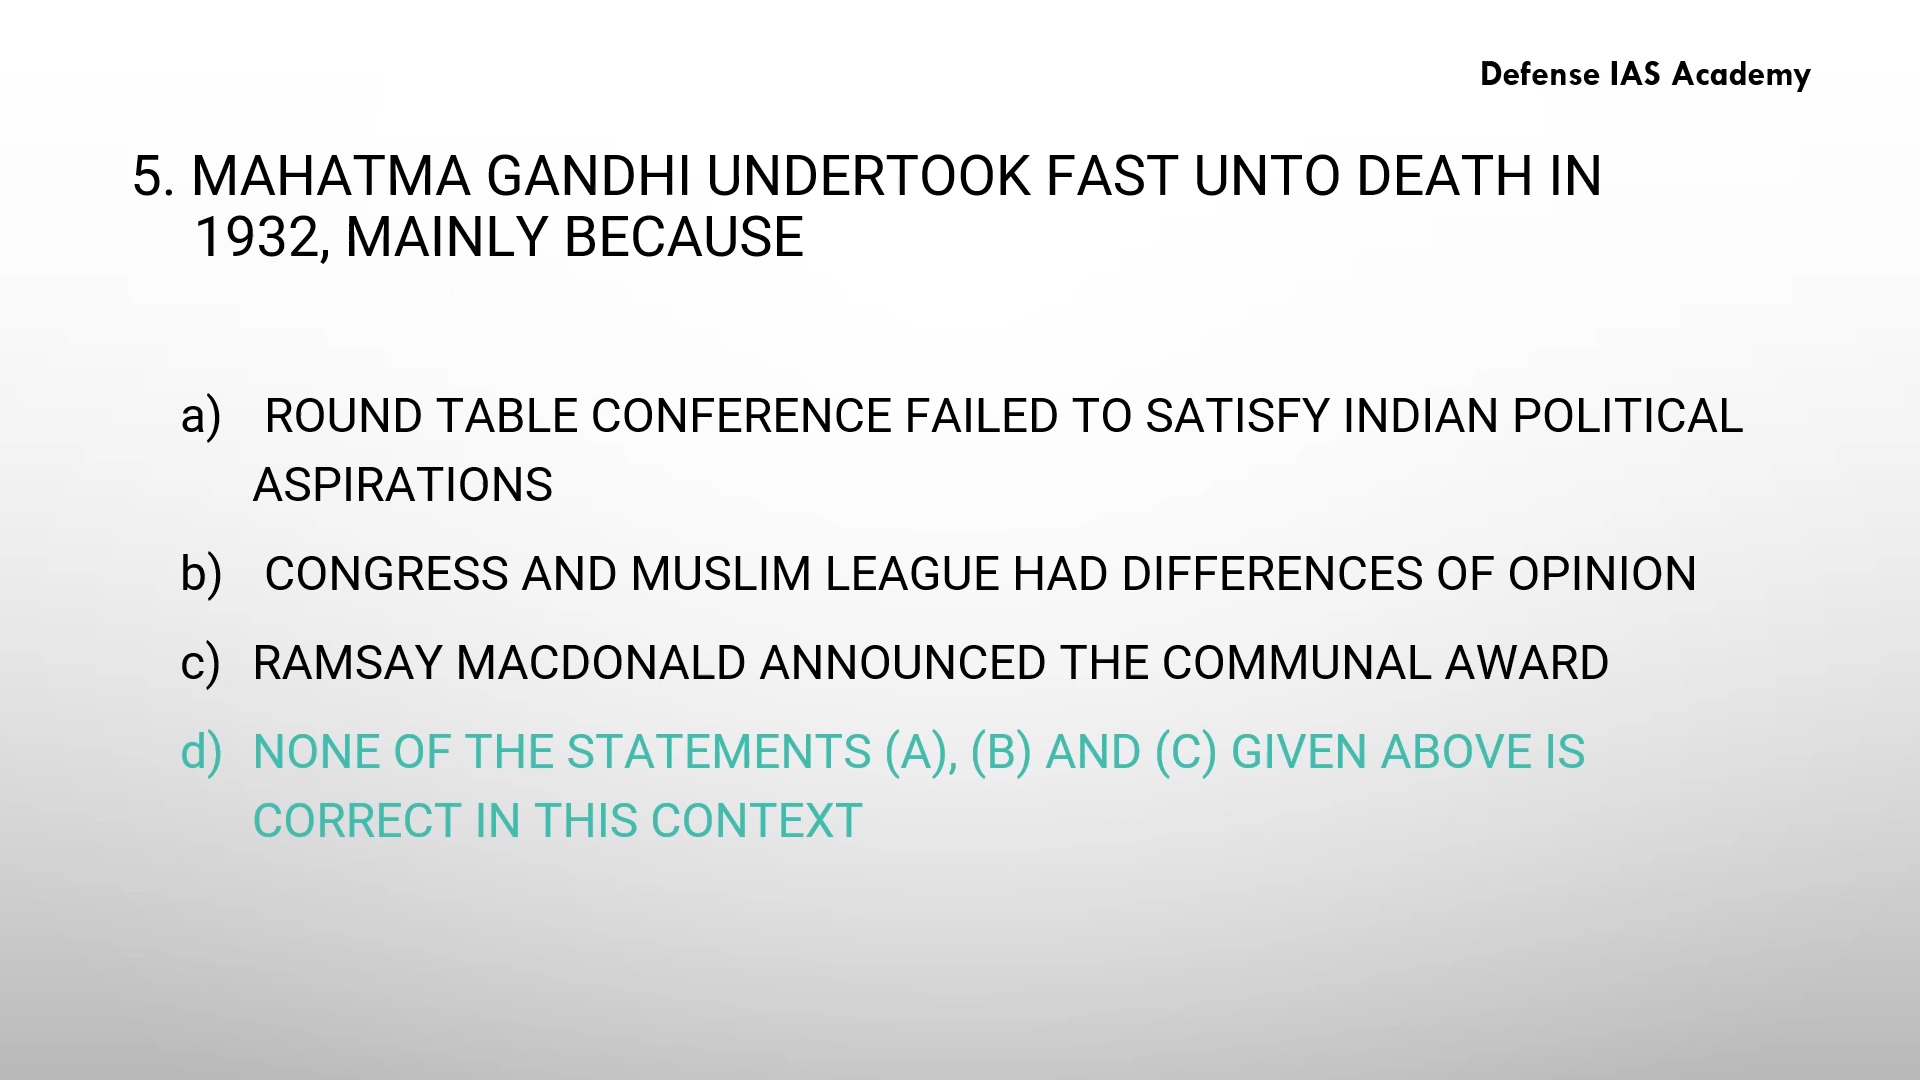 Defense IAS Academy
5. MAHATMA GANDHI UNDERTOOK FAST UNTO DEATH IN
1932, MAINLY BECAUSE
a) ROUND TABLE CONFERENCE FAILED TO SATISFY INDIAN POLITICAL
ASPIRATIONS
b) CONGRESS AND MUSLIM LEAGUE HAD DIFFERENCES OF OPINION
c) RAMSAY MACDONALD ANNOUNCED THE COMMUNAL AWARD
d) NONE OF THE STATEMENTS (A), (B) AND (C) GIVEN ABOVE IS
CORRECT IN THIS CONTEXT